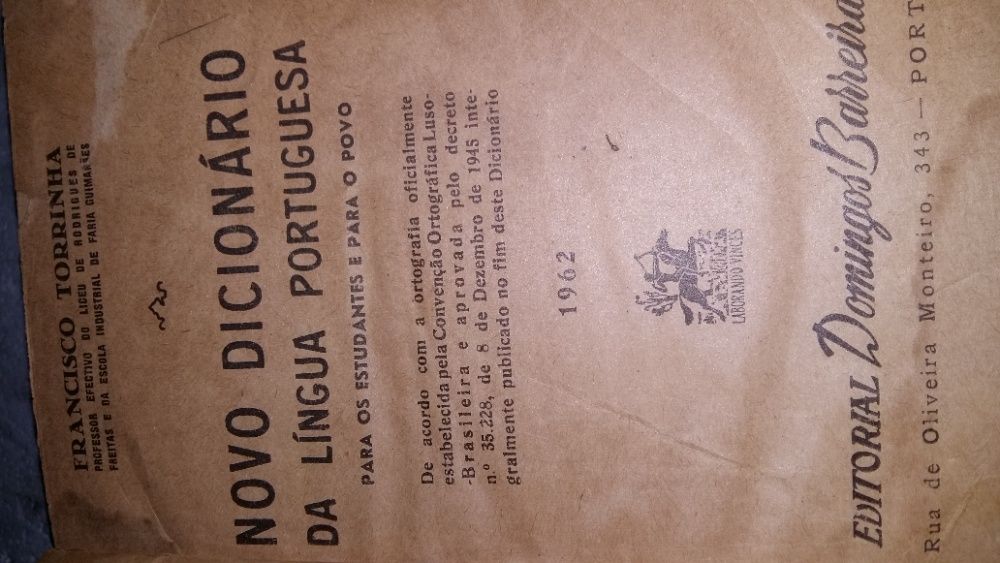 FRANCISCO TORRINHA
PROFESSOR EFECTIVO DO LICEU DE RODRIGUES DE
FREITAS E DA ESCOLA INDUSTRIAL DE FARIA GUIMARÃES
NOVO DICIONÁRIO
DA LÍNGUA PORTUGUESA
PARA OS ESTUDANTES E PARA O POVO
De acordo com a ortografia oficialmente
estabelecida pela Convenção Ortográfica Luso-
-Brasileira e aprovada pelo decreto
n.º 35.228, de 8 de Dezembro de 1945 inte-
gralmente publicado no fim deste Dicionário
1962
LABORANDO VINCES
EDITORIAL Domingos Barreira
Rua de Oliveira Monteiro, 343 — PORT